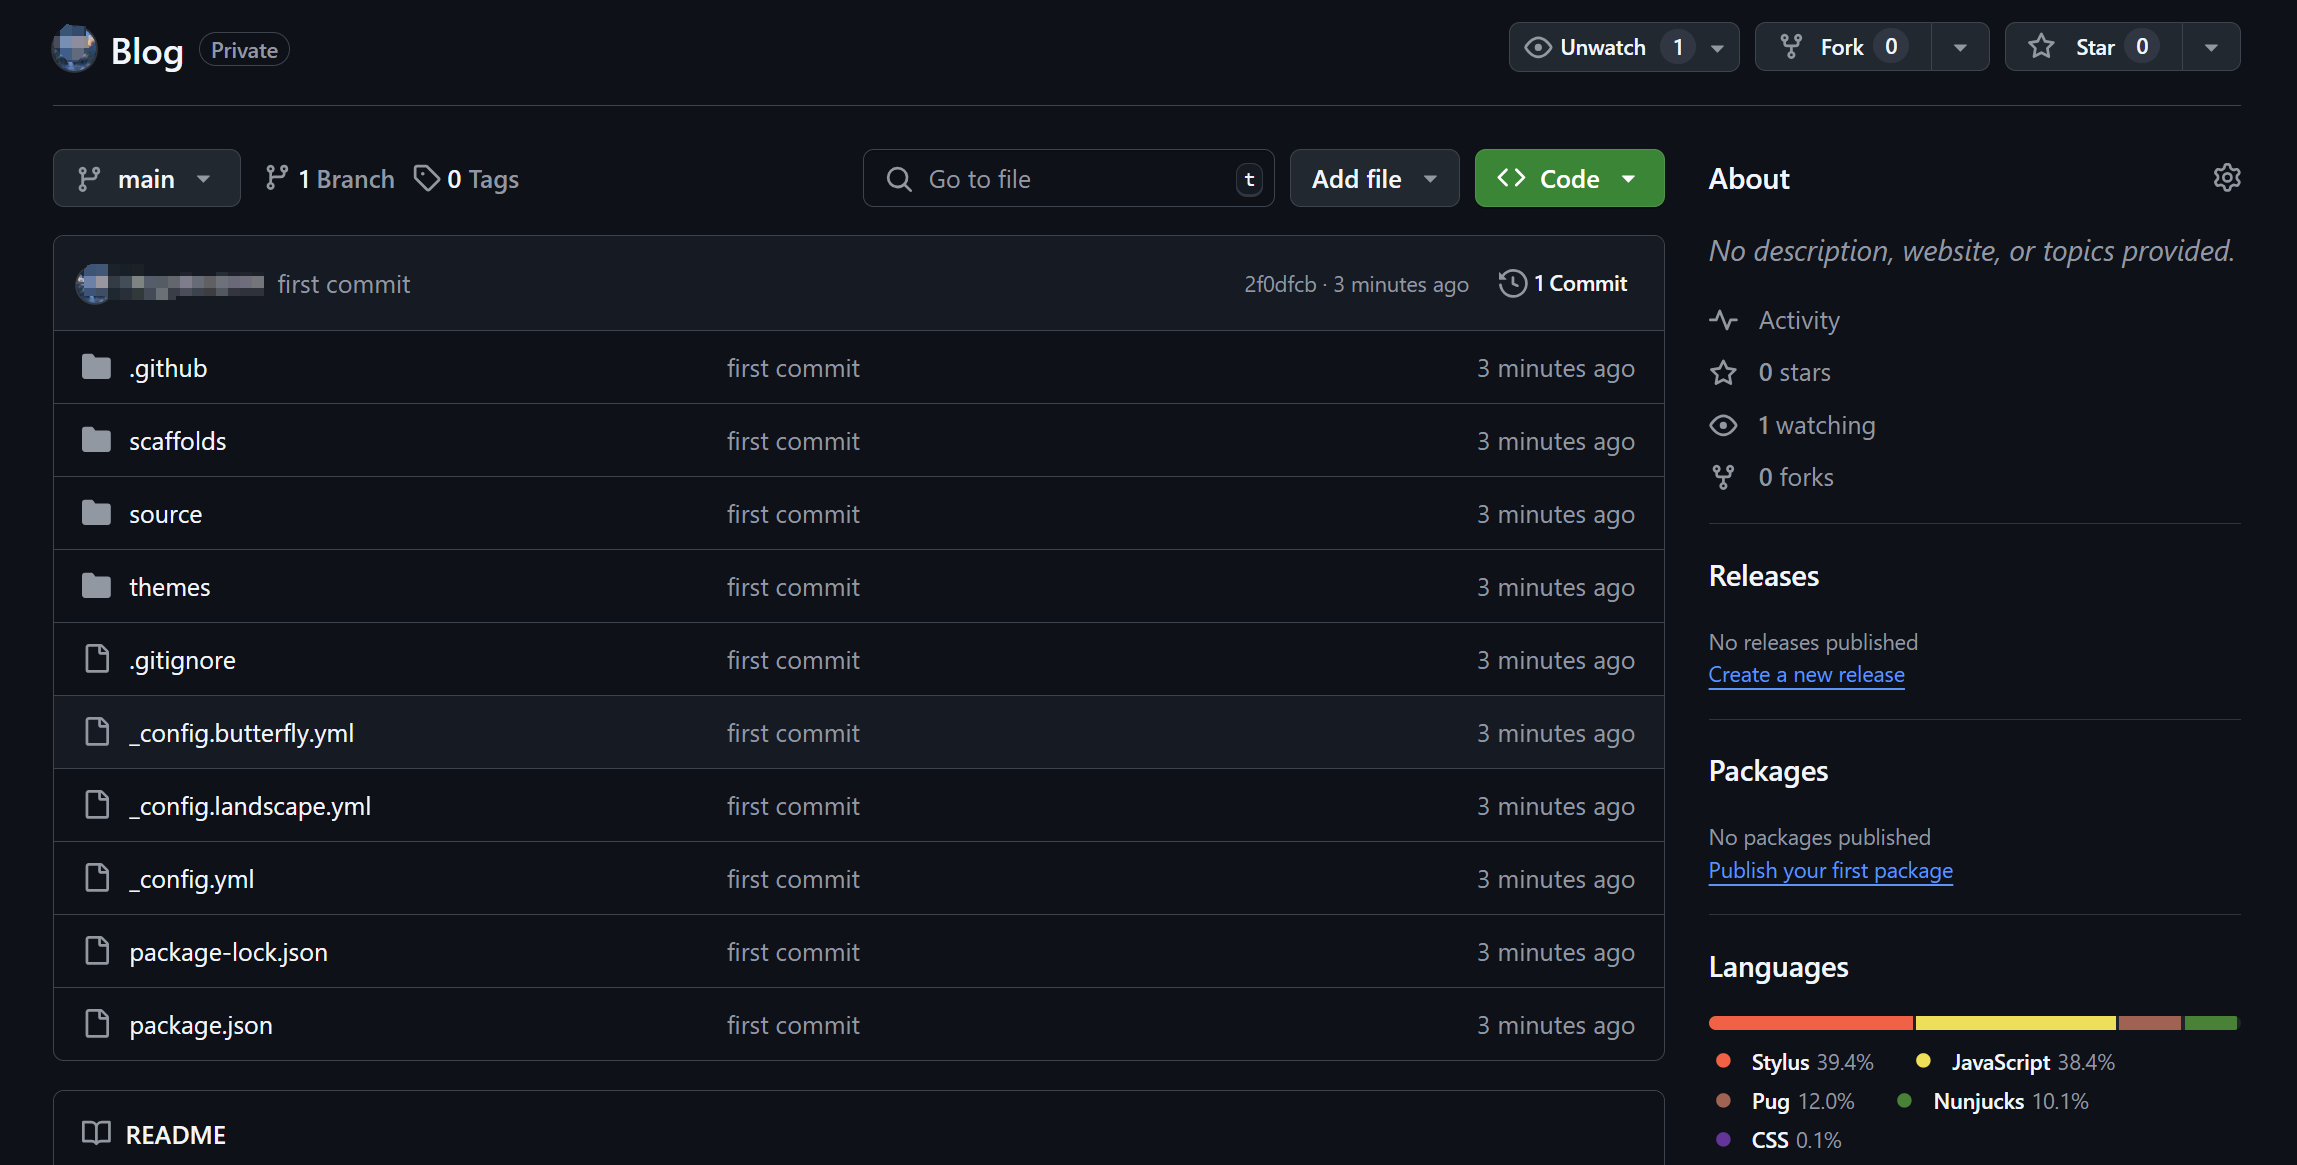 Blog Private
Unwatch 1 Fork 0 Star 0
main 1 Branch 0 Tags Go to file t Add file Code
first commit 2f0dfcb · 3 minutes ago 1 Commit
.github first commit 3 minutes ago
scaffolds first commit 3 minutes ago
source first commit 3 minutes ago
themes first commit 3 minutes ago
.gitignore first commit 3 minutes ago
_config.butterfly.yml first commit 3 minutes ago
_config.landscape.yml first commit 3 minutes ago
_config.yml first commit 3 minutes ago
package-lock.json first commit 3 minutes ago
package.json first commit 3 minutes ago
README
About
No description, website, or topics provided.
Activity
0 stars
1 watching
0 forks
Releases
No releases published
Create a new release
Packages
No packages published
Publish your first package
Languages
Stylus 39.4% JavaScript 38.4%
Pug 12.0% Nunjucks 10.1%
CSS 0.1%